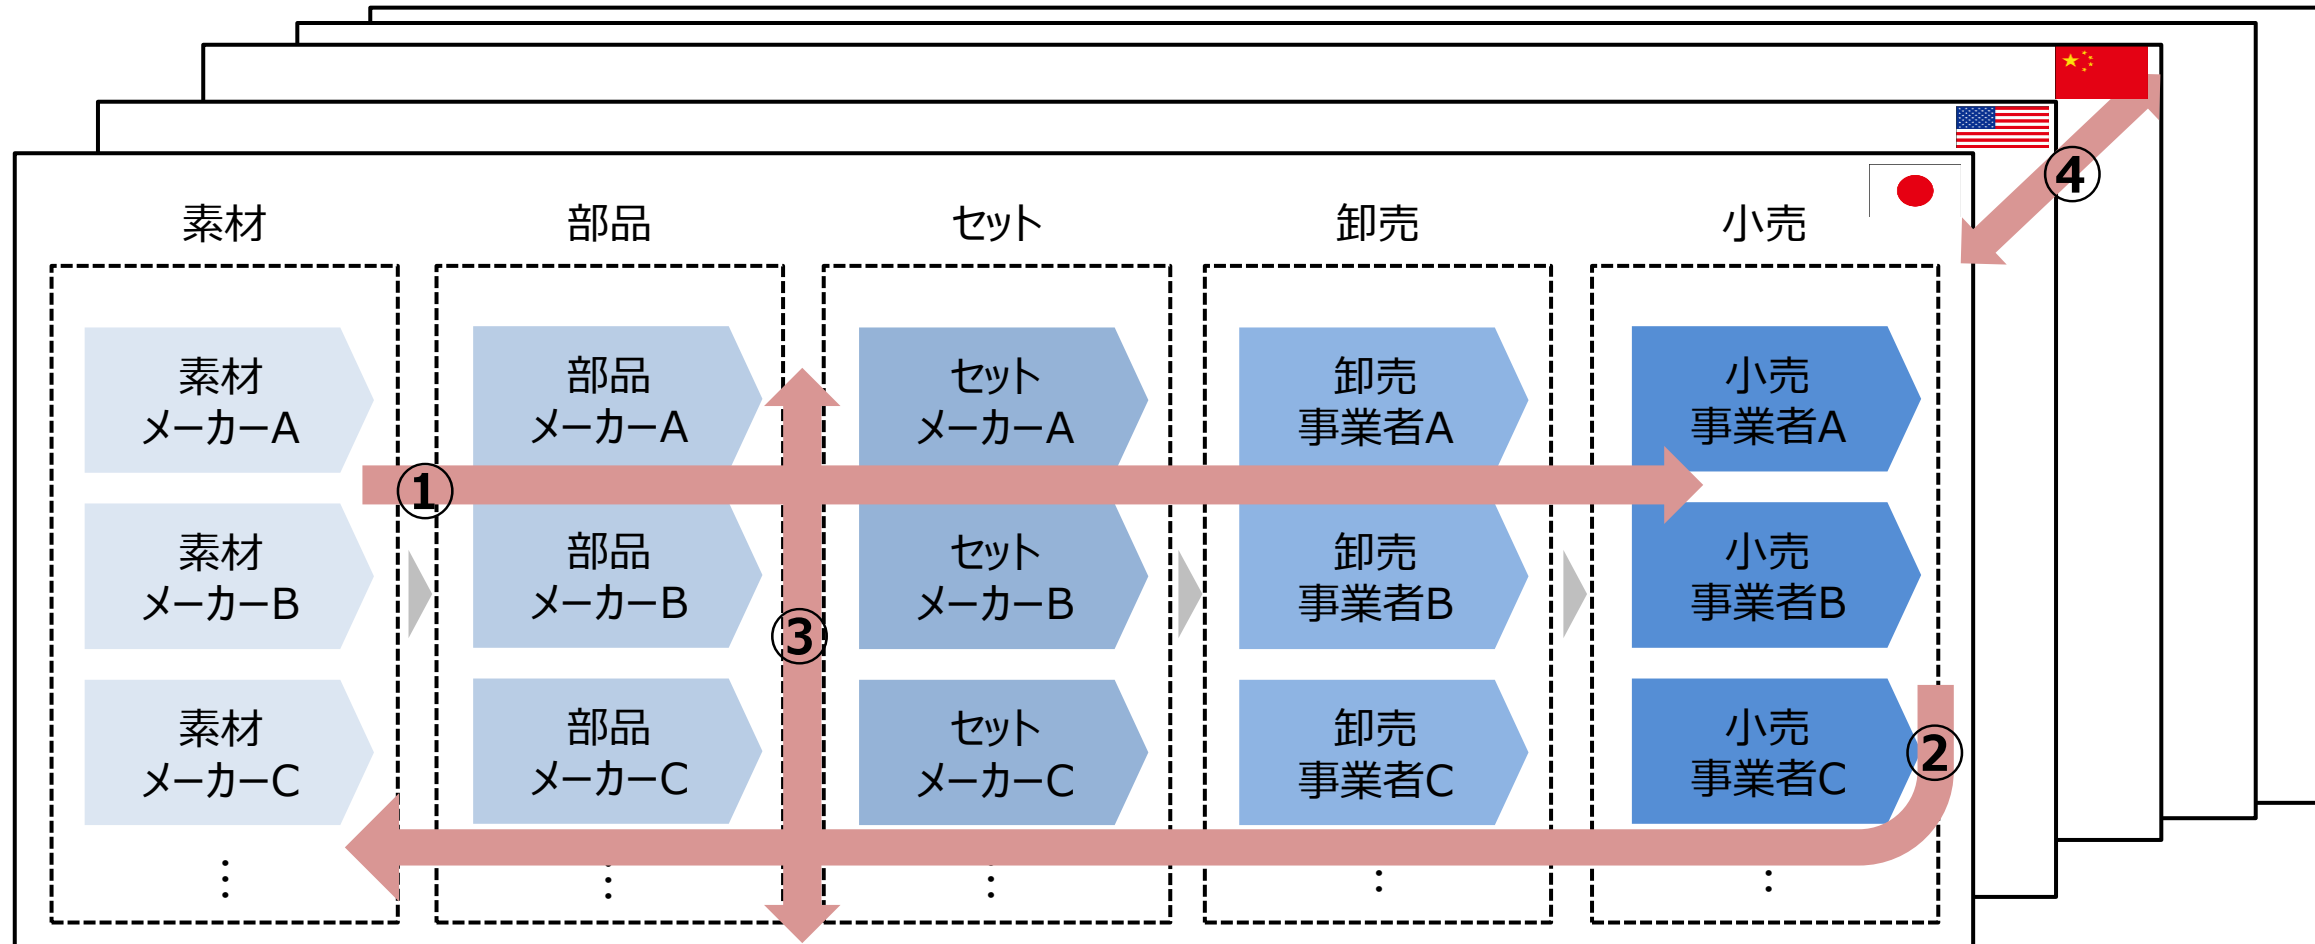 ④
素材
部品
セット
卸売
小売
素材
メーカーA
部品
メーカーA
セット
メーカーA
卸売
事業者A
小売
事業者A
①
素材
メーカーB
部品
メーカーB
セット
メーカーB
卸売
事業者B
小売
事業者B
③
素材
メーカーC
部品
メーカーC
セット
メーカーC
卸売
事業者C
小売
事業者C
②
⋮
⋮
⋮
⋮
⋮